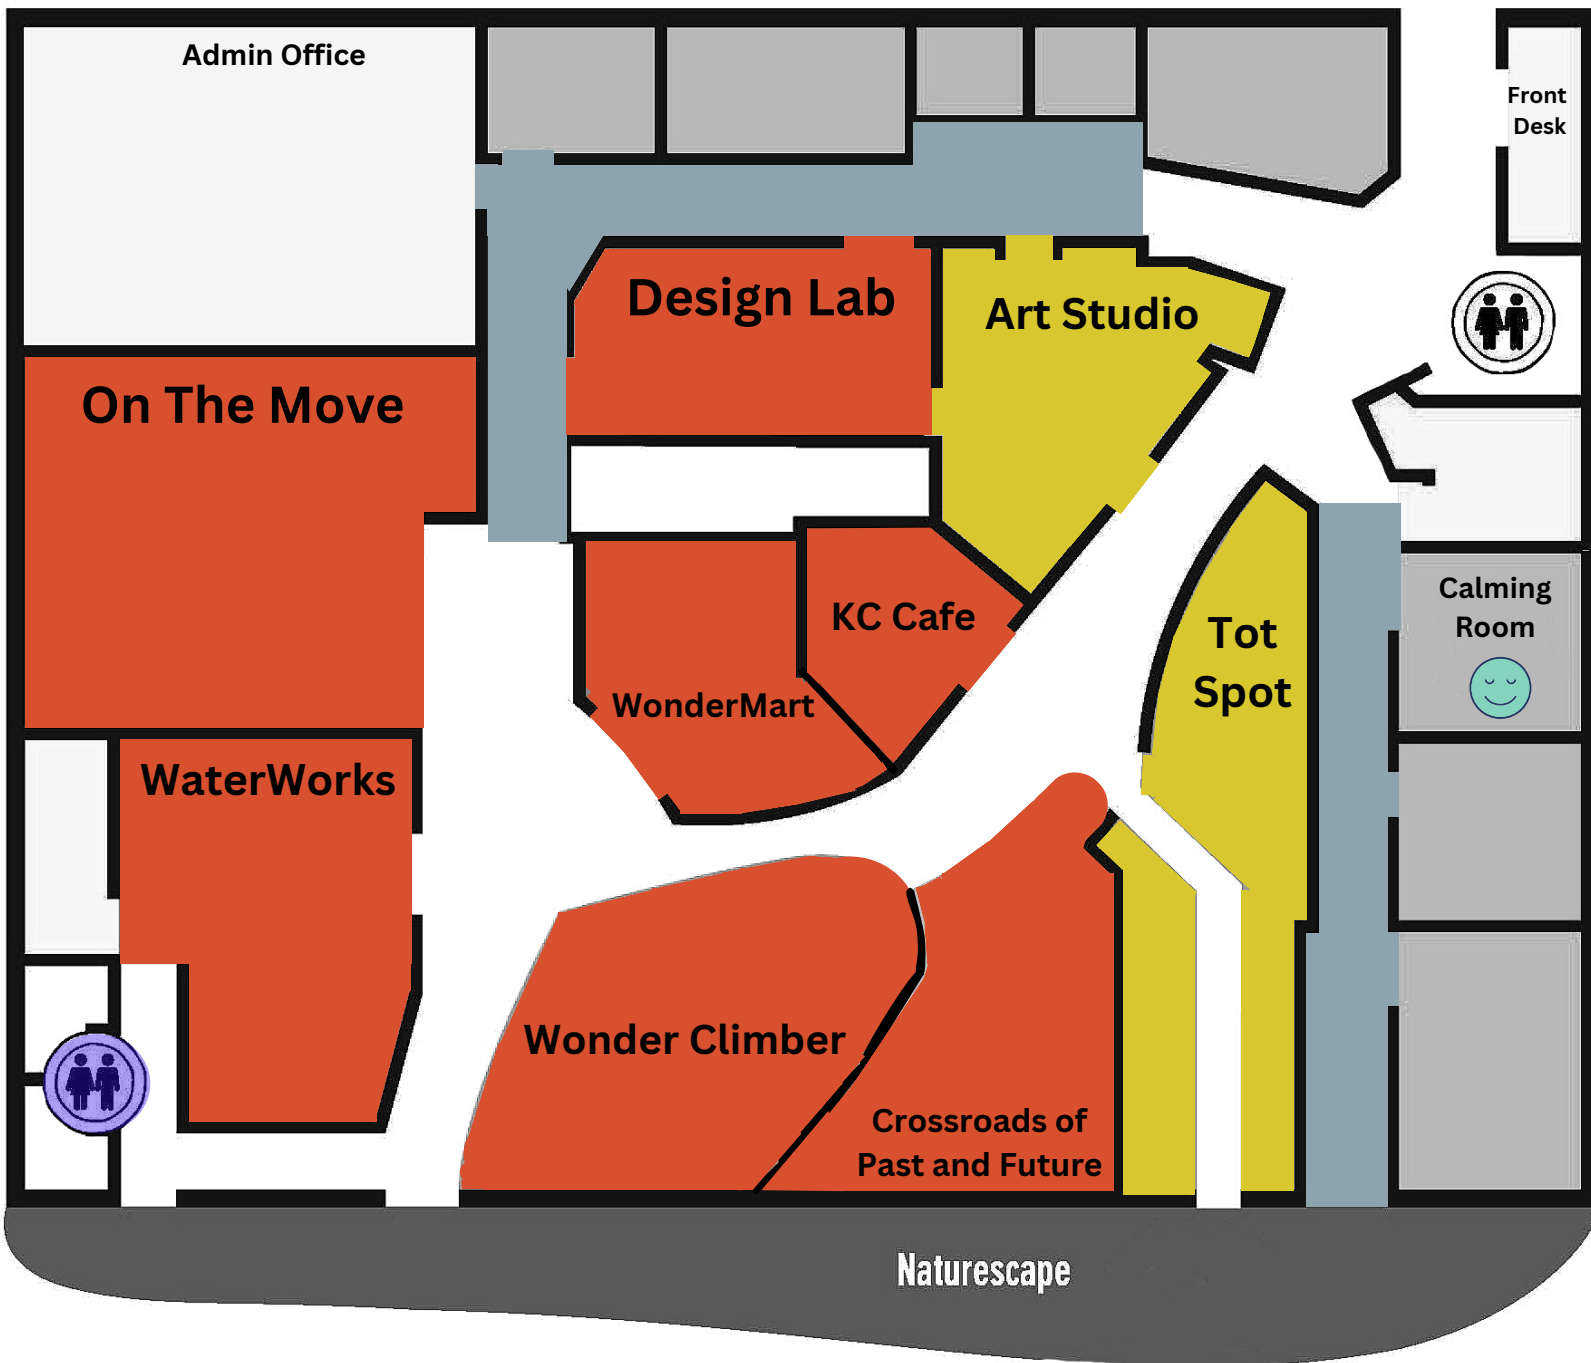 Admin Office
Front
Desk
Design Lab
Art Studio
On The Move
Calming
Room
KC Cafe
Tot
Spot
WonderMart
WaterWorks
Wonder Climber
Crossroads of
Past and Future
Naturescape